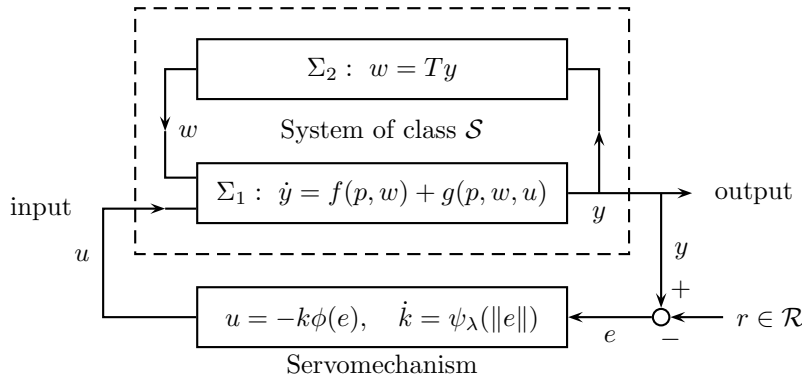 Σ₂ : w = Ty
w
System of class 𝒮
Σ₁ : ẏ = f(p, w) + g(p, w, u)
input
output
y
u
y
+
u = −kϕ(e), k̇ = ψ_λ(‖e‖)
e
−
r ∈ ℛ
Servomechanism